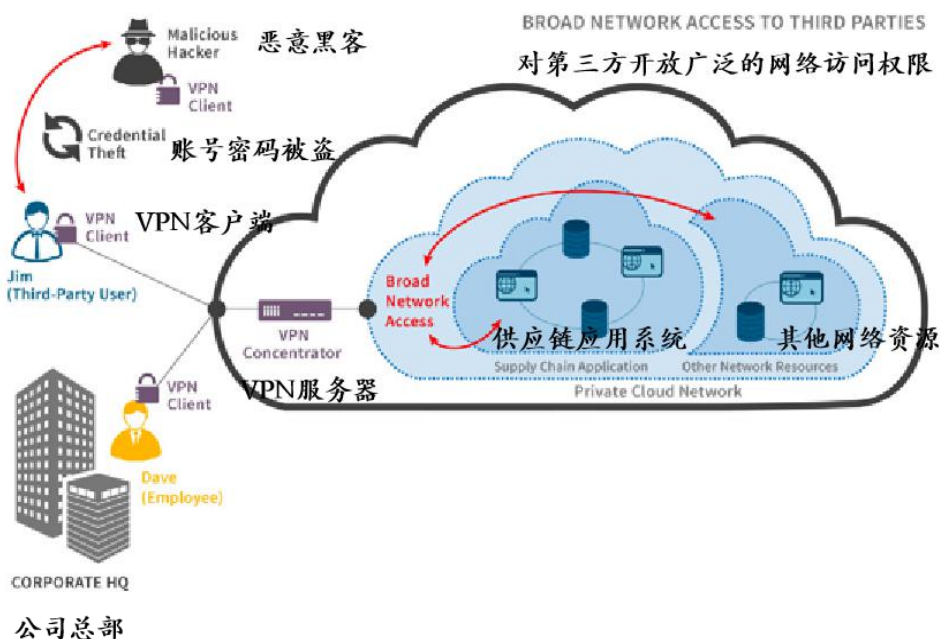 BROAD NETWORK ACCESS TO THIRD PARTIES
对第三方开放广泛的网络访问权限
Malicious
Hacker
恶意黑客
VPN
Client
Credential
Theft
账号密码被盗
VPN
Client
VPN客户端
Jim
(Third-Party User)
Broad
Network
Access
VPN
Concentrator
VPN服务器
供应链应用系统
其他网络资源
Supply Chain Application
Other Network Resources
Private Cloud Network
VPN
Client
Dave
(Employee)
CORPORATE HQ
公司总部